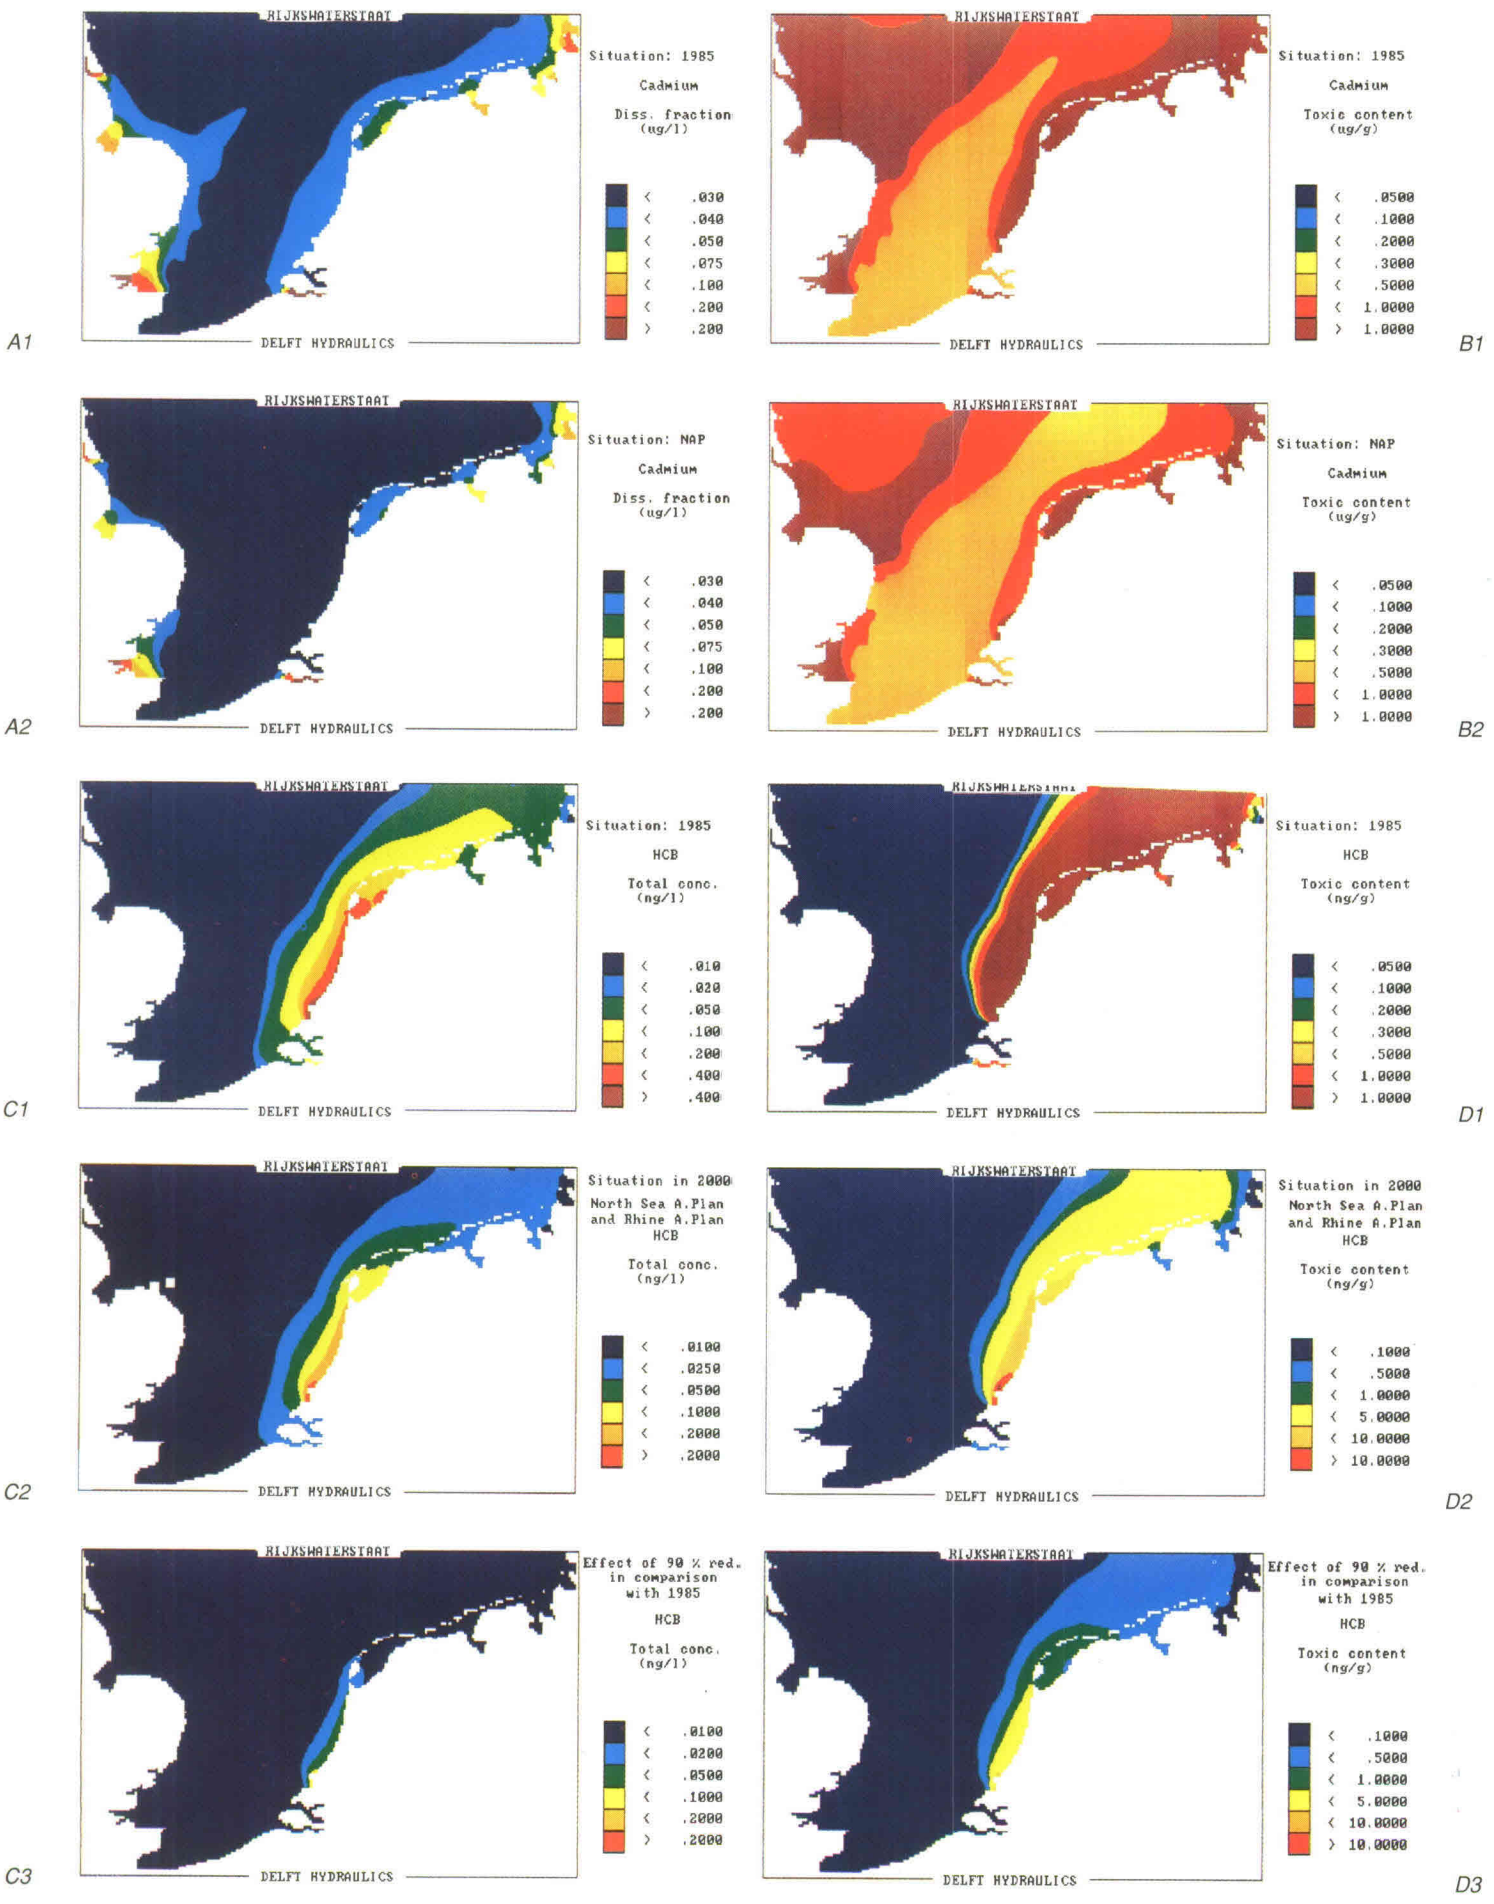 RIJKSWATERSTAAT
Situation: 1985
Cadmium
Diss. fraction
(ug/l)
< .030
< .040
< .050
< .075
< .100
< .200
> .200
DELFT HYDRAULICS
A1
RIJKSWATERSTAAT
Situation: 1985
Cadmium
Toxic content
(ug/g)
< .0500
< .1000
< .2000
< .3000
< .5000
< 1.0000
> 1.0000
DELFT HYDRAULICS
B1
RIJKSWATERSTAAT
Situation: NAP
Cadmium
Diss. fraction
(ug/l)
< .030
< .040
< .050
< .075
< .100
< .200
> .200
DELFT HYDRAULICS
A2
RIJKSWATERSTAAT
Situation: NAP
Cadmium
Toxic content
(ug/g)
< .0500
< .1000
< .2000
< .3000
< .5000
< 1.0000
> 1.0000
DELFT HYDRAULICS
B2
RIJKSWATERSTAAT
Situation: 1985
HCB
Total conc.
(ng/l)
< .010
< .020
< .050
< .100
< .200
< .400
> .400
DELFT HYDRAULICS
C1
RIJKSWATERSTAAT
Situation: 1985
HCB
Toxic content
(ng/g)
< .0500
< .1000
< .2000
< .3000
< .5000
< 1.0000
> 1.0000
DELFT HYDRAULICS
D1
RIJKSWATERSTAAT
Situation in 2000
North Sea A.Plan
and Rhine A.Plan
HCB
Total conc.
(ng/l)
< .0100
< .0250
< .0500
< .1000
< .2000
> .2000
DELFT HYDRAULICS
C2
RIJKSWATERSTAAT
Situation in 2000
North Sea A.Plan
and Rhine A.Plan
HCB
Toxic content
(ng/g)
< .1000
< .5000
< 1.0000
< 5.0000
< 10.0000
> 10.0000
DELFT HYDRAULICS
D2
RIJKSWATERSTAAT
Effect of 90 % red.
in comparison
with 1985
HCB
Total conc.
(ng/l)
< .0100
< .0200
< .0500
< .1000
< .2000
> .2000
DELFT HYDRAULICS
C3
RIJKSWATERSTAAT
Effect of 90 % red.
in comparison
with 1985
HCB
Toxic content
(ng/g)
< .1000
< .5000
< 1.0000
< 5.0000
< 10.0000
> 10.0000
DELFT HYDRAULICS
D3